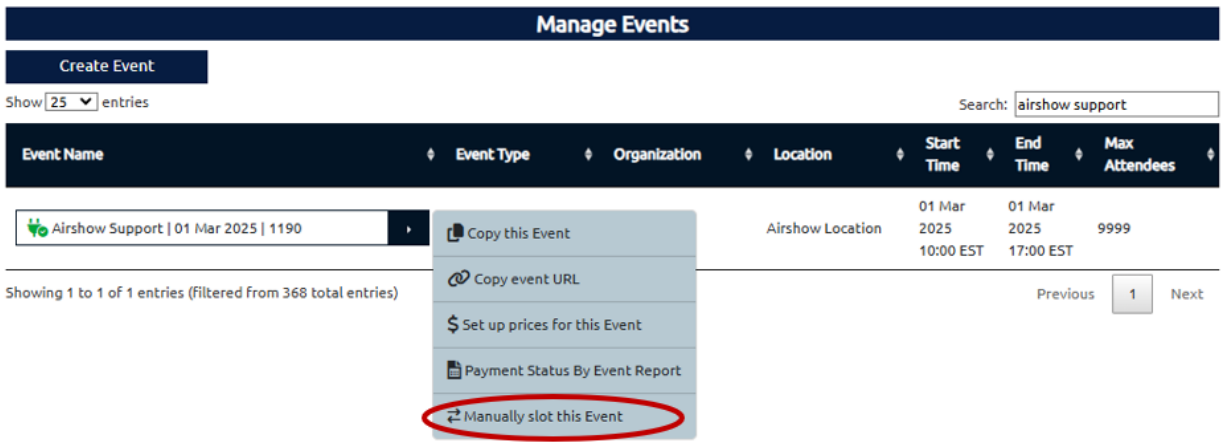 Manage Events
Create Event
Show 25 entries
Search: airshow support
Event Name Event Type Organization Location Start Time End Time Max Attendees
Airshow Support | 01 Mar 2025 | 1190
Airshow Location
01 Mar 2025 10:00 EST
01 Mar 2025 17:00 EST
9999
Copy this Event
Copy event URL
Set up prices for this Event
Payment Status By Event Report
Manually slot this Event
Showing 1 to 1 of 1 entries (filtered from 368 total entries)
Previous 1 Next